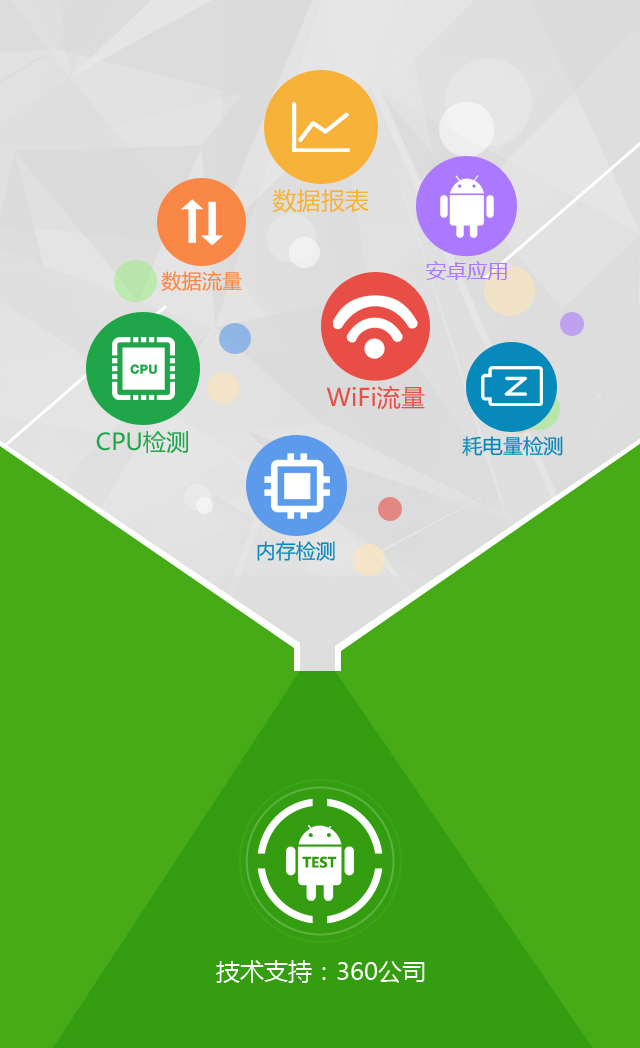 数据报表
安卓应用
数据流量
WiFi流量
CPU
CPU检测
耗电量检测
内存检测
TEST
技术支持：360公司